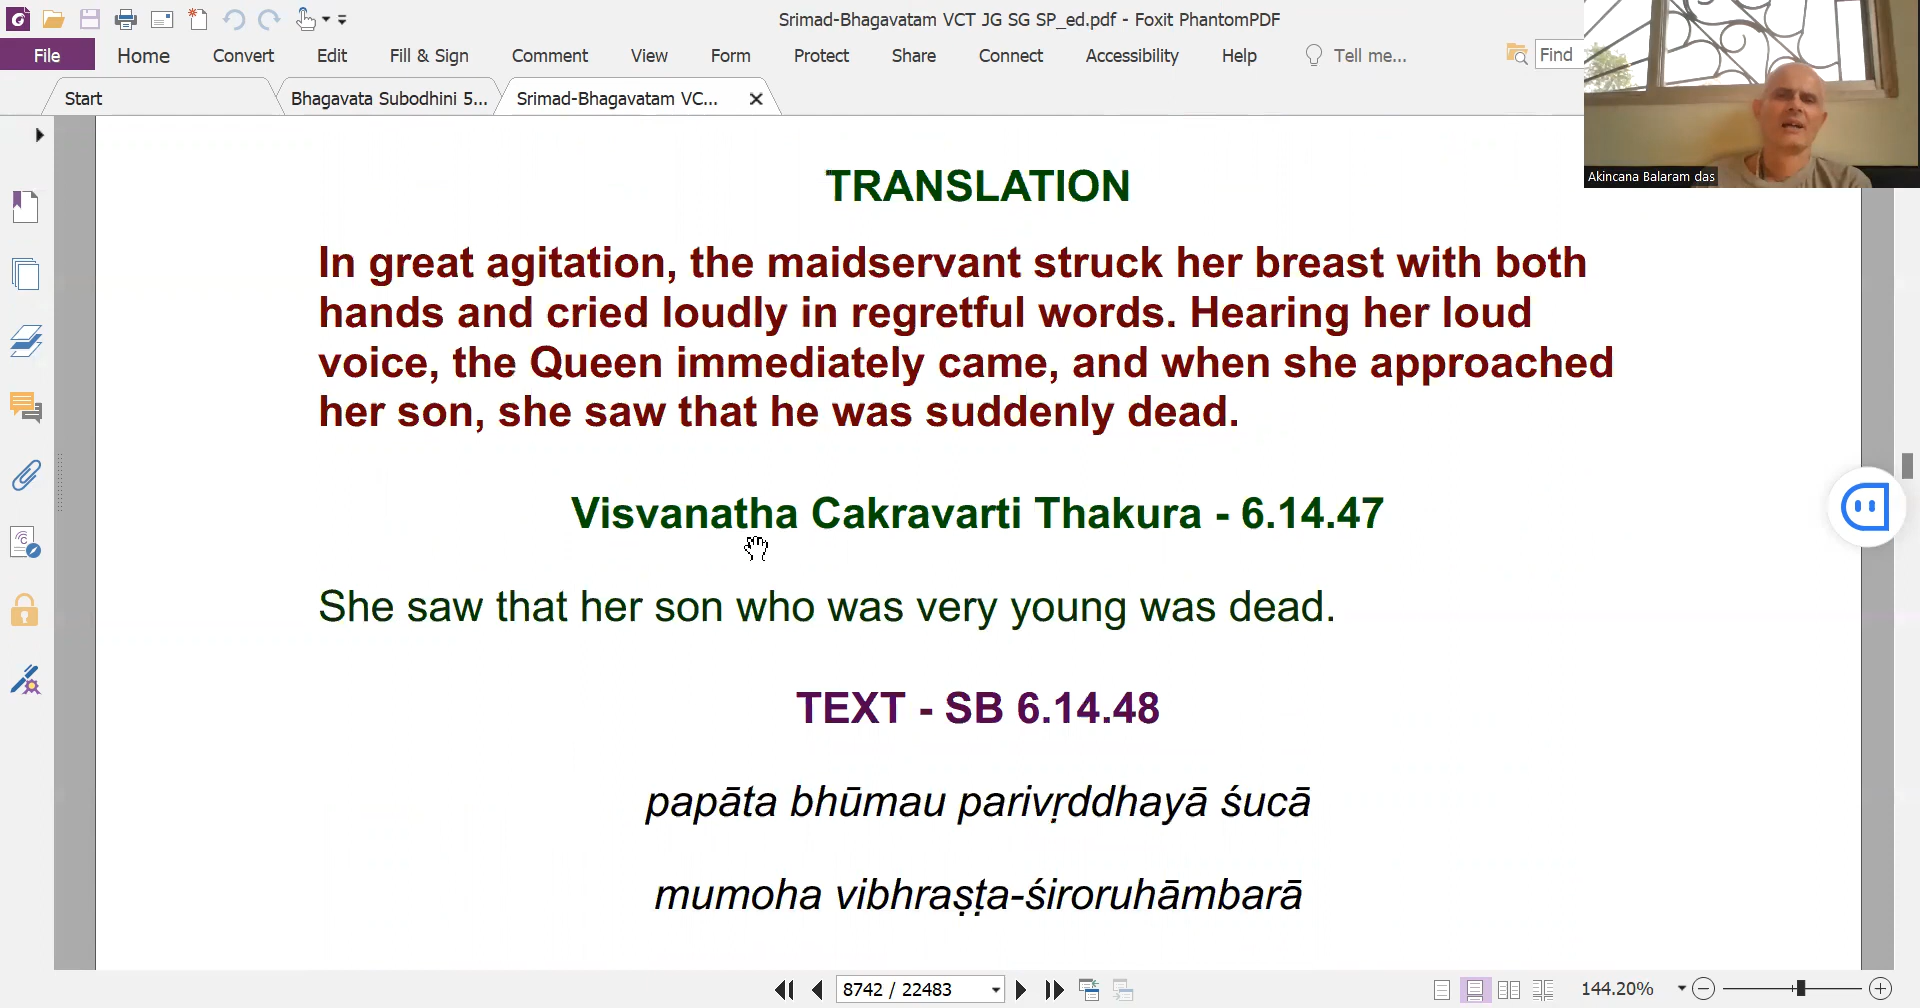 Srimad-Bhagavatam VCT JG SG SP_ed.pdf - Foxit PhantomPDF
File Home Convert Edit Fill & Sign Comment View Form Protect Share Connect Accessibility Help Tell me... Find
Start Bhagavata Subodhini 5... Srimad-Bhagavatam VC...
Akincana Balaram das
TRANSLATION
In great agitation, the maidservant struck her breast with both
hands and cried loudly in regretful words. Hearing her loud
voice, the Queen immediately came, and when she approached
her son, she saw that he was suddenly dead.
Visvanatha Cakravarti Thakura - 6.14.47
She saw that her son who was very young was dead.
TEXT - SB 6.14.48
papāta bhūmau parivṛddhayā śucā
mumoha vibhraṣṭa-śiroruhāmbarā
8742 / 22483 144.20%